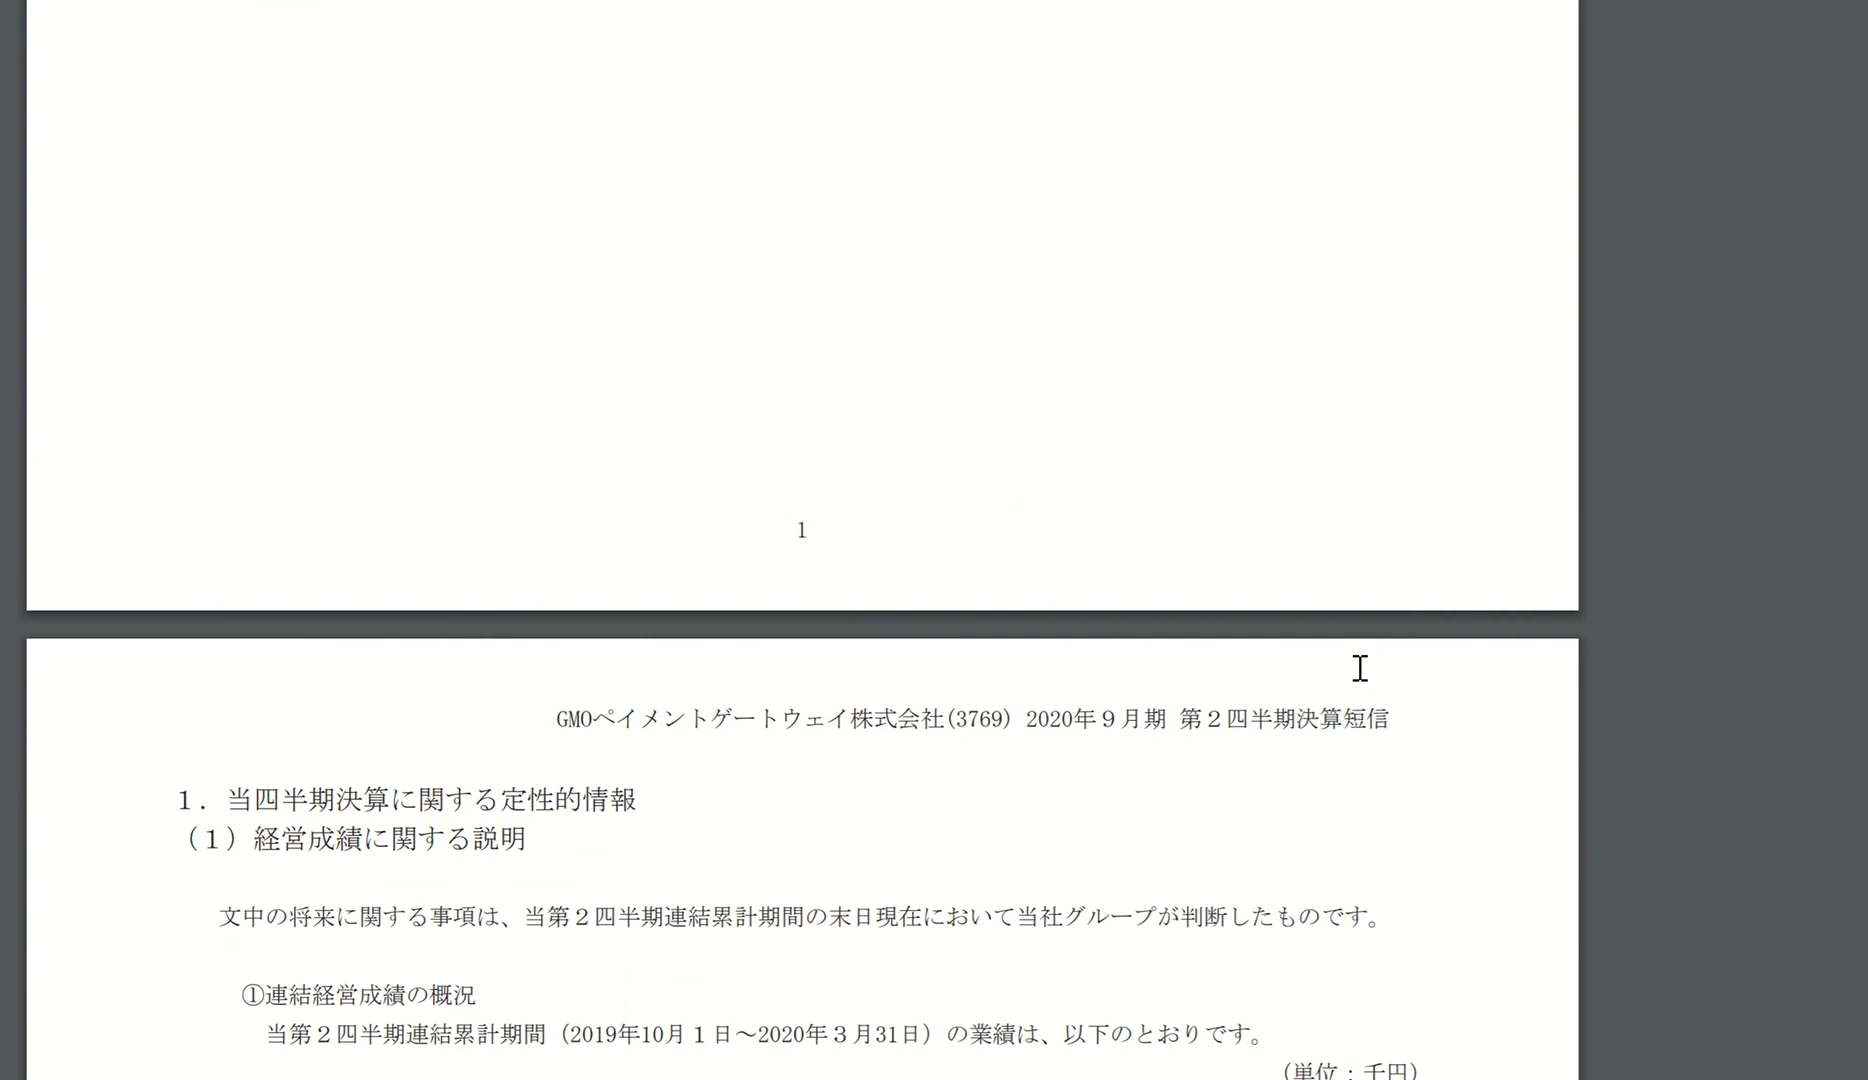 1
GMOペイメントゲートウェイ株式会社(3769) 2020年９月期 第２四半期決算短信
１．当四半期決算に関する定性的情報
（１）経営成績に関する説明
文中の将来に関する事項は、当第２四半期連結累計期間の末日現在において当社グループが判断したものです。
①連結経営成績の概況
当第２四半期連結累計期間（2019年10月１日～2020年３月31日）の業績は、以下のとおりです。
（単位：千円）